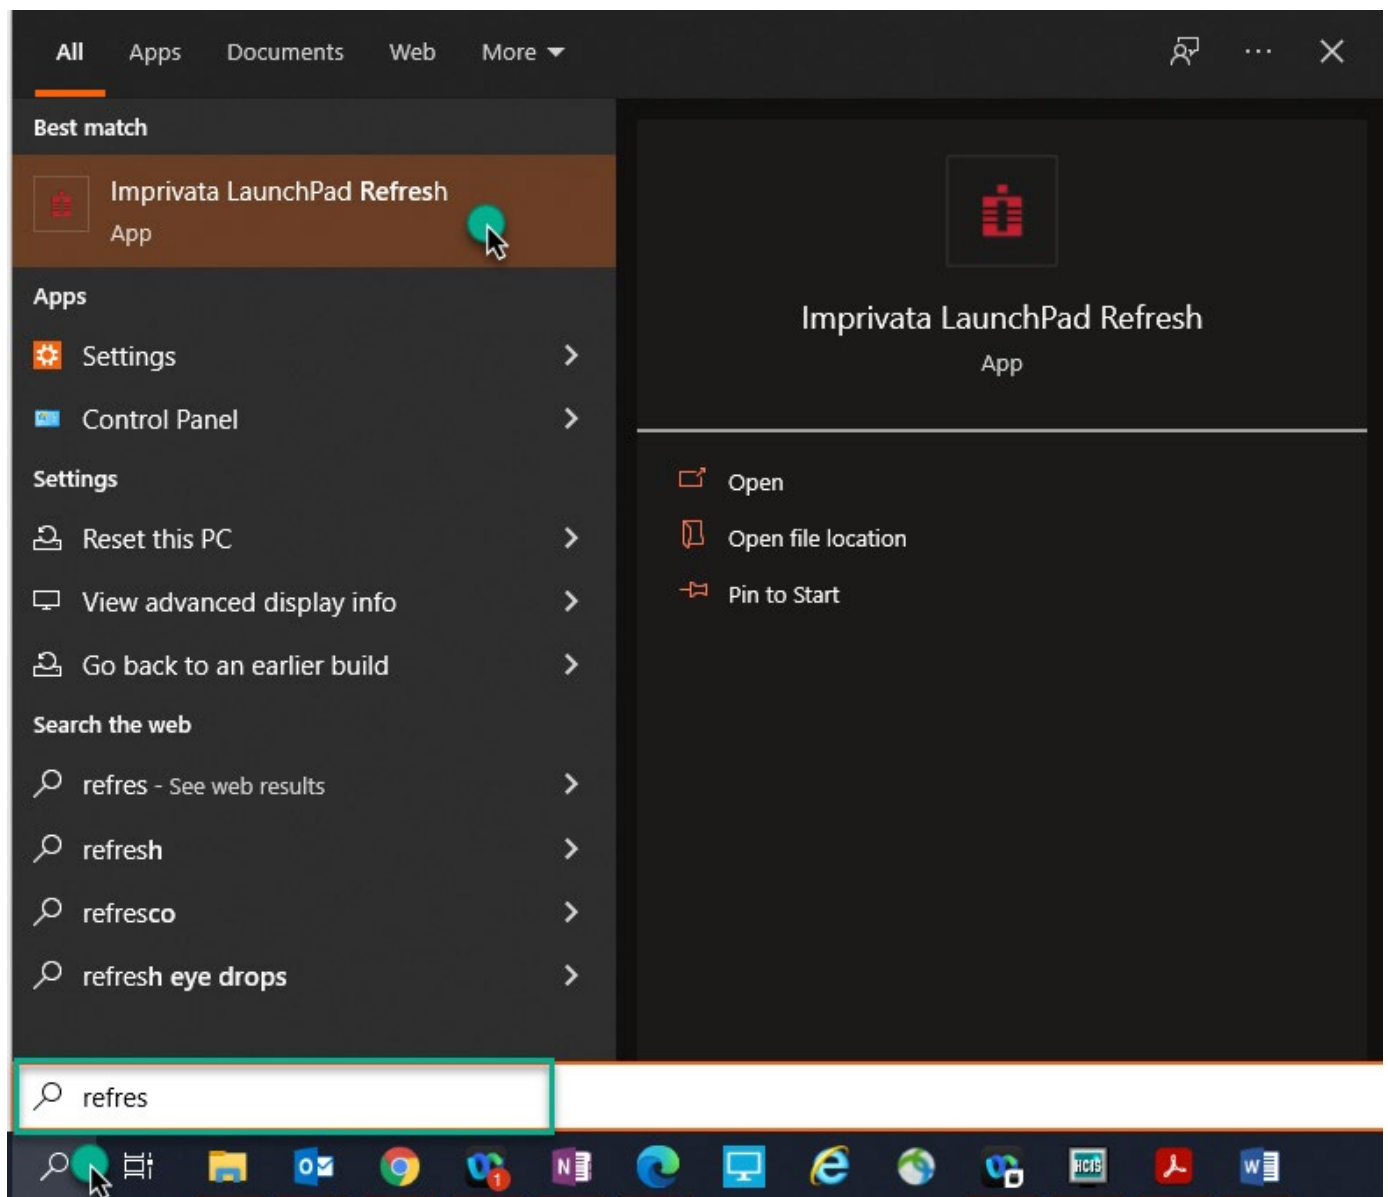 All Apps Documents Web More
Best match
Imprivata LaunchPad Refresh
App
Apps
Settings
Control Panel
Settings
Reset this PC
View advanced display info
Go back to an earlier build
Search the web
refres - See web results
refresh
refresco
refresh eye drops
Imprivata LaunchPad Refresh
App
Open
Open file location
Pin to Start
refres
1
N
HCIS
W